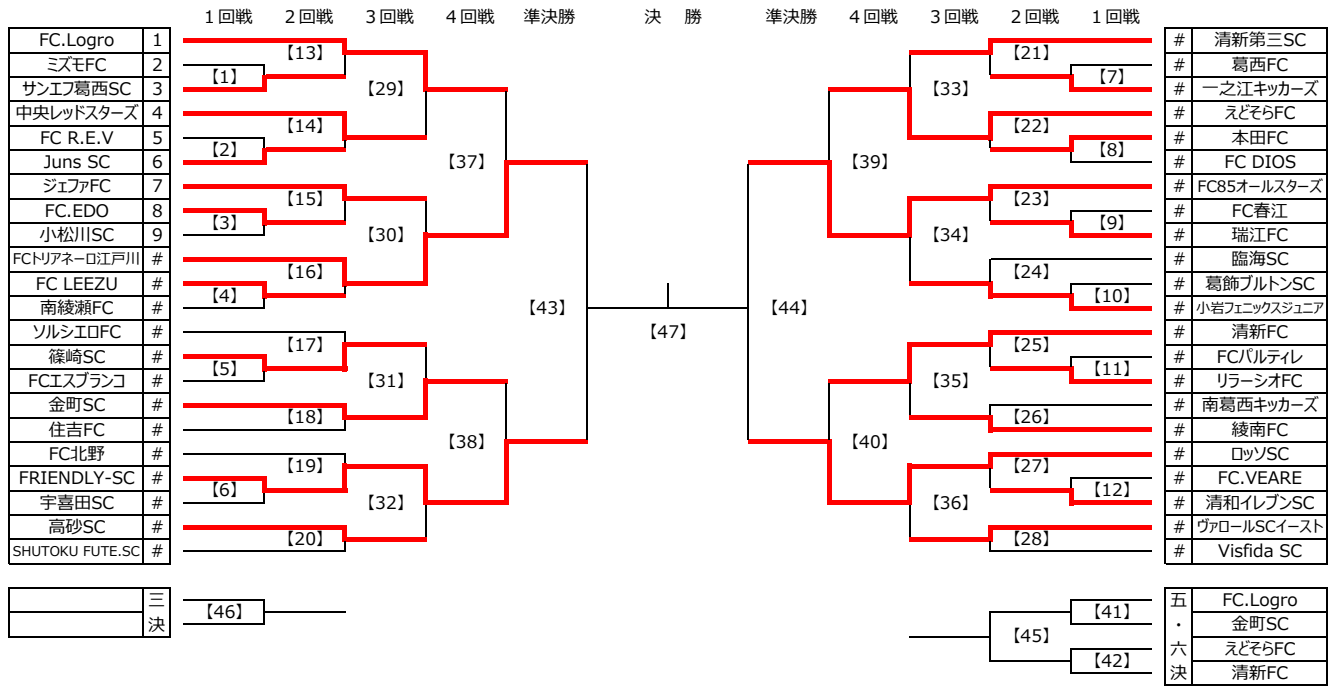 1回戦 2回戦 3回戦 4回戦 準決勝 決 勝 準決勝 4回戦 3回戦 2回戦 1回戦
FC.Logro 1 【13】 【21】 # 清新第三SC
ミズモFC 2 【1】 【7】 # 葛西FC
サンエフ葛西SC 3 【29】 【33】 # 一之江キッカーズ
中央レッドスターズ 4 【14】 【22】 # えどそらFC
FC R.E.V 5 【2】 【8】 # 本田FC
Juns SC 6 【37】 【39】 # FC DIOS
ジェファFC 7 【15】 【23】 # FC85オールスターズ
FC.EDO 8 【3】 【9】 # FC春江
小松川SC 9 【30】 【34】 # 瑞江FC
FCトリアネーロ江戸川 # 【16】 【24】 # 臨海SC
FC LEEZU # 【4】 【10】 # 葛飾ブルトンSC
南綾瀬FC # 【43】 【44】 # 小岩フェニックスジュニア
ソルシエロFC # 【17】 【47】 【25】 # 清新FC
篠崎SC # 【5】 【11】 # FCパルティレ
FCエスブランコ # 【31】 【35】 # リラーシオFC
金町SC # 【18】 【26】 # 南葛西キッカーズ
住吉FC # 【38】 【40】 # 綾南FC
FC北野 # 【19】 【27】 # ロッソSC
FRIENDLY-SC # 【6】 【12】 # FC.VEARE
宇喜田SC # 【32】 【36】 # 清和イレブンSC
高砂SC # 【20】 【28】 # ヴァロールSCイースト
SHUTOKU FUTE.SC # # Visfida SC
三決 【46】
五・六決 【41】 【45】 【42】
FC.Logro
金町SC
えどそらFC
清新FC